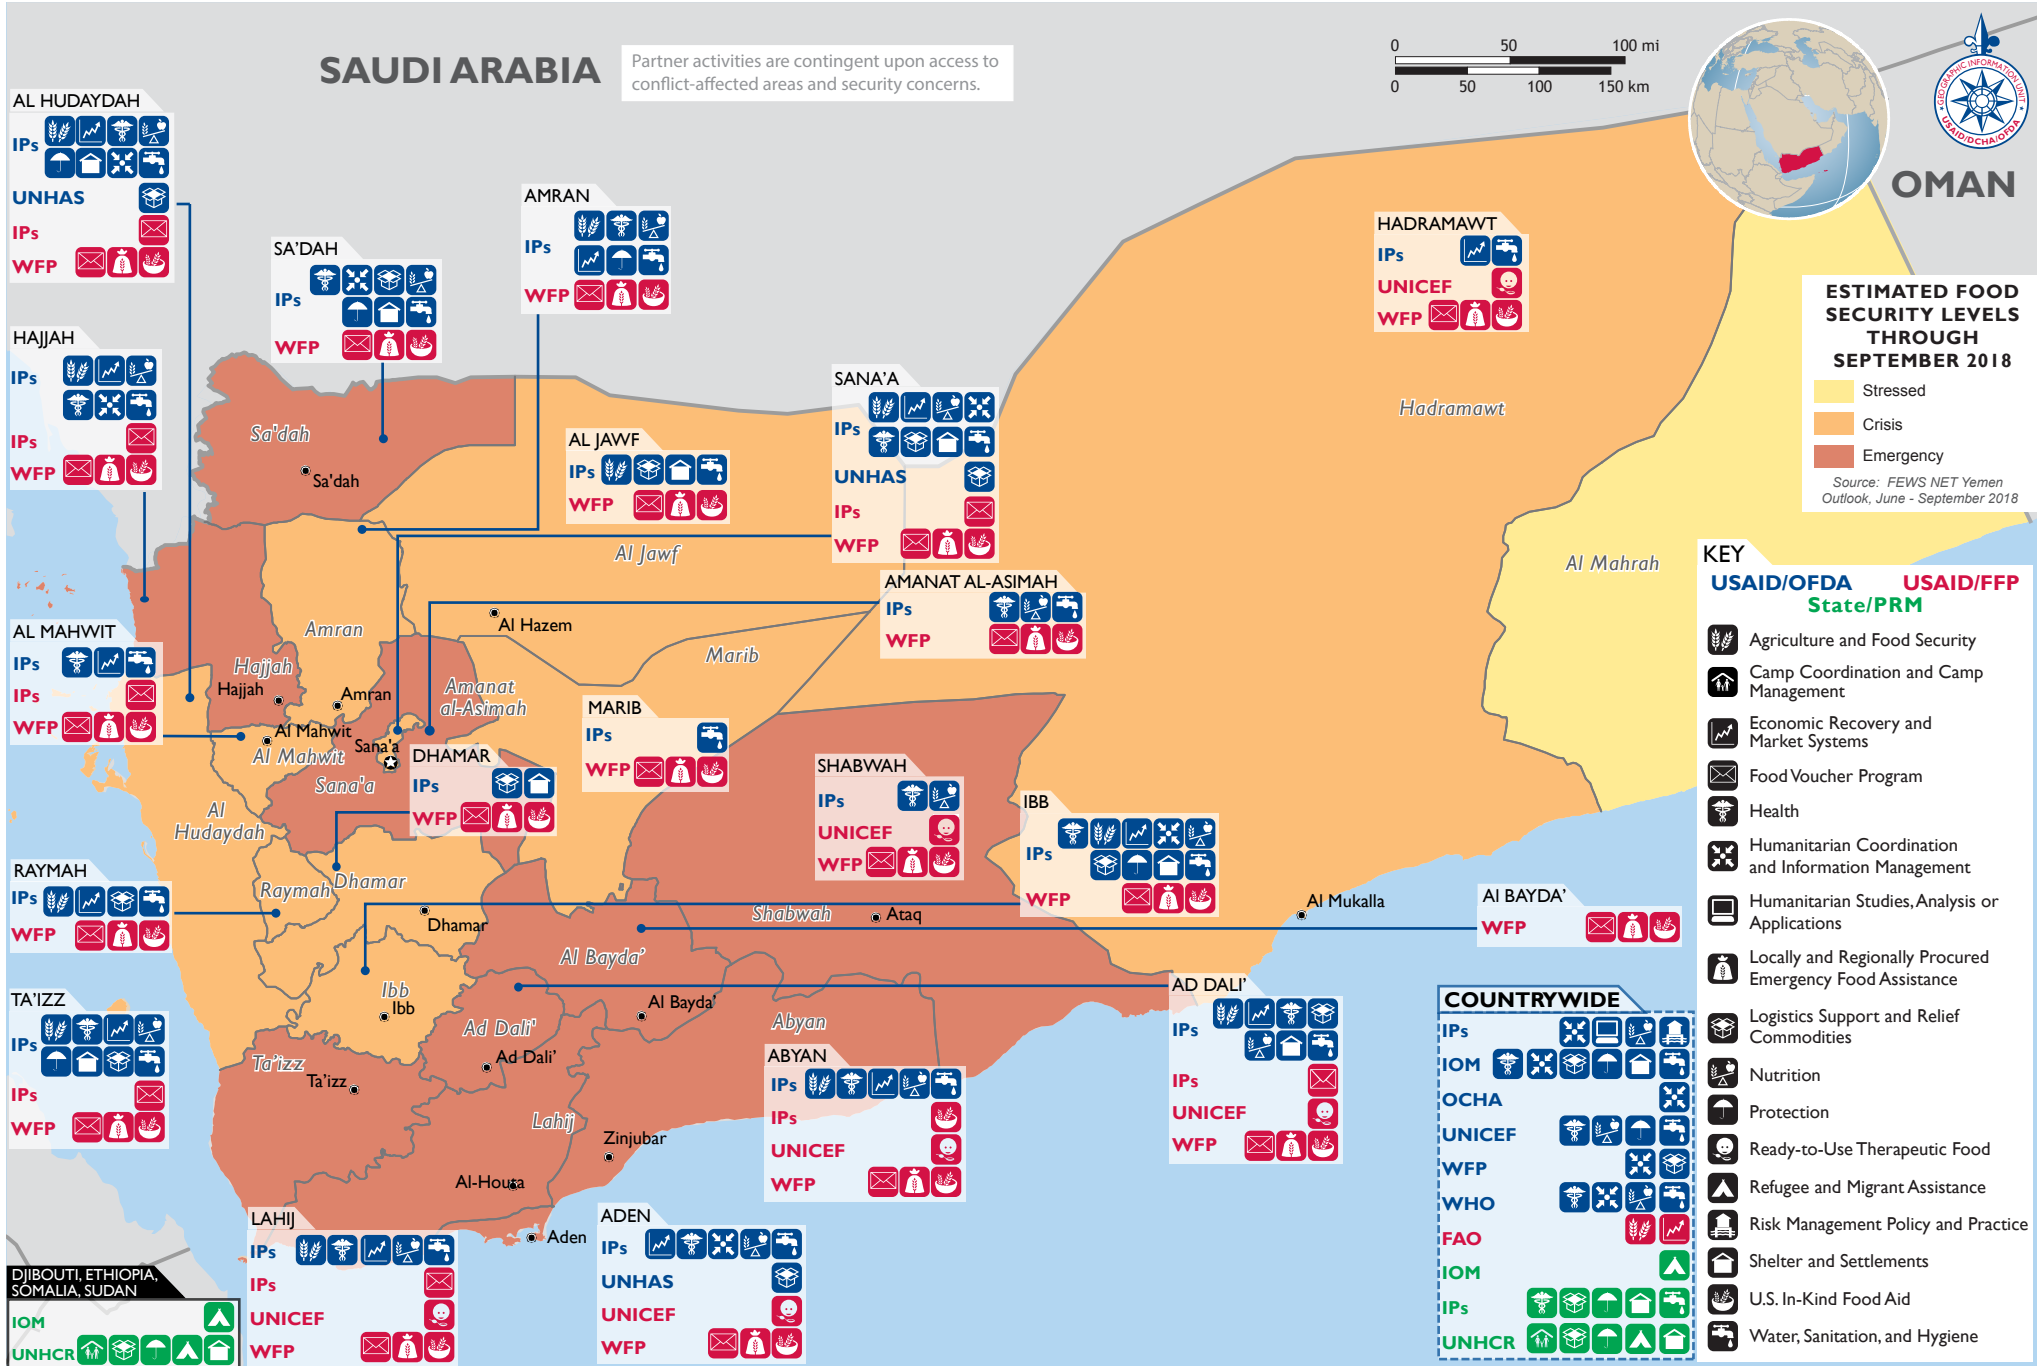 SAUDI ARABIA
Partner activities are contingent upon access to
conflict-affected areas and security concerns.
0 50 100 mi
0 50 100 150 km
GEOGRAPHIC INFORMATION UNIT
USAID/DCHA/OFDA
OMAN
AL HUDAYDAH
IPs
UNHAS
IPs
WFP
HAJJAH
IPs
IPs
WFP
AL MAHWIT
IPs
IPs
WFP
RAYMAH
IPs
WFP
TA'IZZ
IPs
IPs
WFP
SA'DAH
IPs
WFP
AMRAN
IPs
WFP
AL JAWF
IPs
WFP
SANA'A
IPs
UNHAS
IPs
WFP
AMANAT AL-ASIMAH
IPs
WFP
HADRAMAWT
IPs
UNICEF
WFP
MARIB
IPs
WFP
DHAMAR
IPs
WFP
SHABWAH
IPs
UNICEF
WFP
IBB
IPs
WFP
Al BAYDA'
WFP
AD DALI'
IPs
IPs
UNICEF
WFP
ABYAN
IPs
IPs
UNICEF
WFP
LAHIJ
IPs
IPs
UNICEF
WFP
ADEN
IPs
UNHAS
UNICEF
WFP
DJIBOUTI, ETHIOPIA,
SOMALIA, SUDAN
IOM
UNHCR
COUNTRYWIDE
IPs
IOM
OCHA
UNICEF
WFP
WHO
FAO
IOM
IPs
UNHCR
Sa'dah
Sa'dah
Al Jawf
Al Hazem
Amran
Amran
Hajjah
Hajjah
Marib
Amanat
al-Asimah
Al Mahwit
Al Mahwit
Sana'a
Sana'a
Al
Hudaydah
Raymah
Dhamar
Dhamar
Ibb
Ibb
Shabwah
Ataq
Al Bayda'
Al Bayda'
Ad Dali'
Ad Dali'
Abyan
Ta'izz
Ta'izz
Lahij
Zinjubar
Al-Houta
Aden
Hadramawt
Al Mukalla
Al Mahrah
ESTIMATED FOOD
SECURITY LEVELS
THROUGH
SEPTEMBER 2018
Stressed
Crisis
Emergency
Source: FEWS NET Yemen
Outlook, June - September 2018
KEY
USAID/OFDA USAID/FFP
State/PRM
Agriculture and Food Security
Camp Coordination and Camp
Management
Economic Recovery and
Market Systems
Food Voucher Program
Health
Humanitarian Coordination
and Information Management
Humanitarian Studies, Analysis or
Applications
Locally and Regionally Procured
Emergency Food Assistance
Logistics Support and Relief
Commodities
Nutrition
Protection
Ready-to-Use Therapeutic Food
Refugee and Migrant Assistance
Risk Management Policy and Practice
Shelter and Settlements
U.S. In-Kind Food Aid
Water, Sanitation, and Hygiene